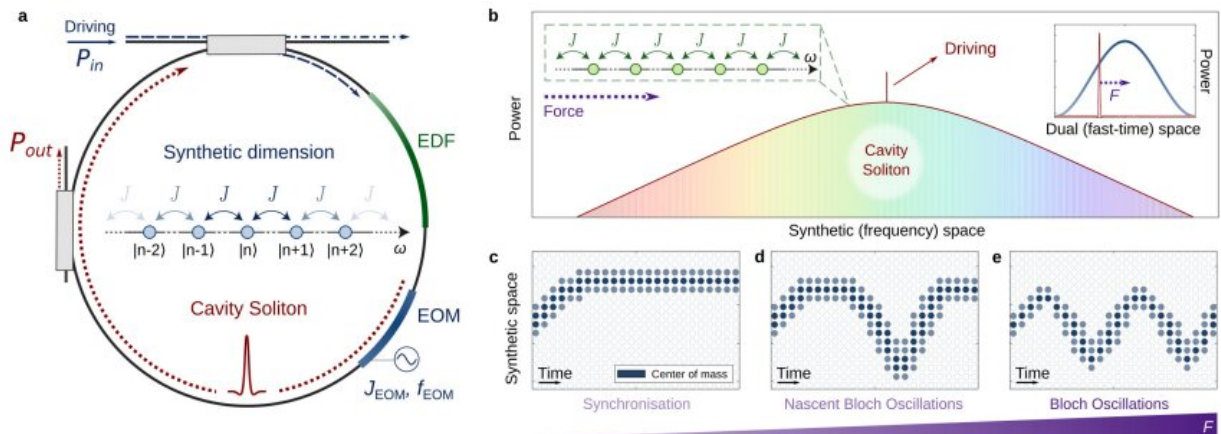 a
Driving
P_in
P_out
EDF
Synthetic dimension
J J J J J J
|n-2⟩ |n-1⟩ |n⟩ |n+1⟩ |n+2⟩ ω
Cavity Soliton
EOM
J_EOM, f_EOM
b
J J J J J J
ω
Force
Power
Driving
Cavity
Soliton
Synthetic (frequency) space
F
Power
Dual (fast-time) space
c d e
Synthetic space
Center of mass
Time Time Time
Synchronisation Nascent Bloch Oscillations Bloch Oscillations
F